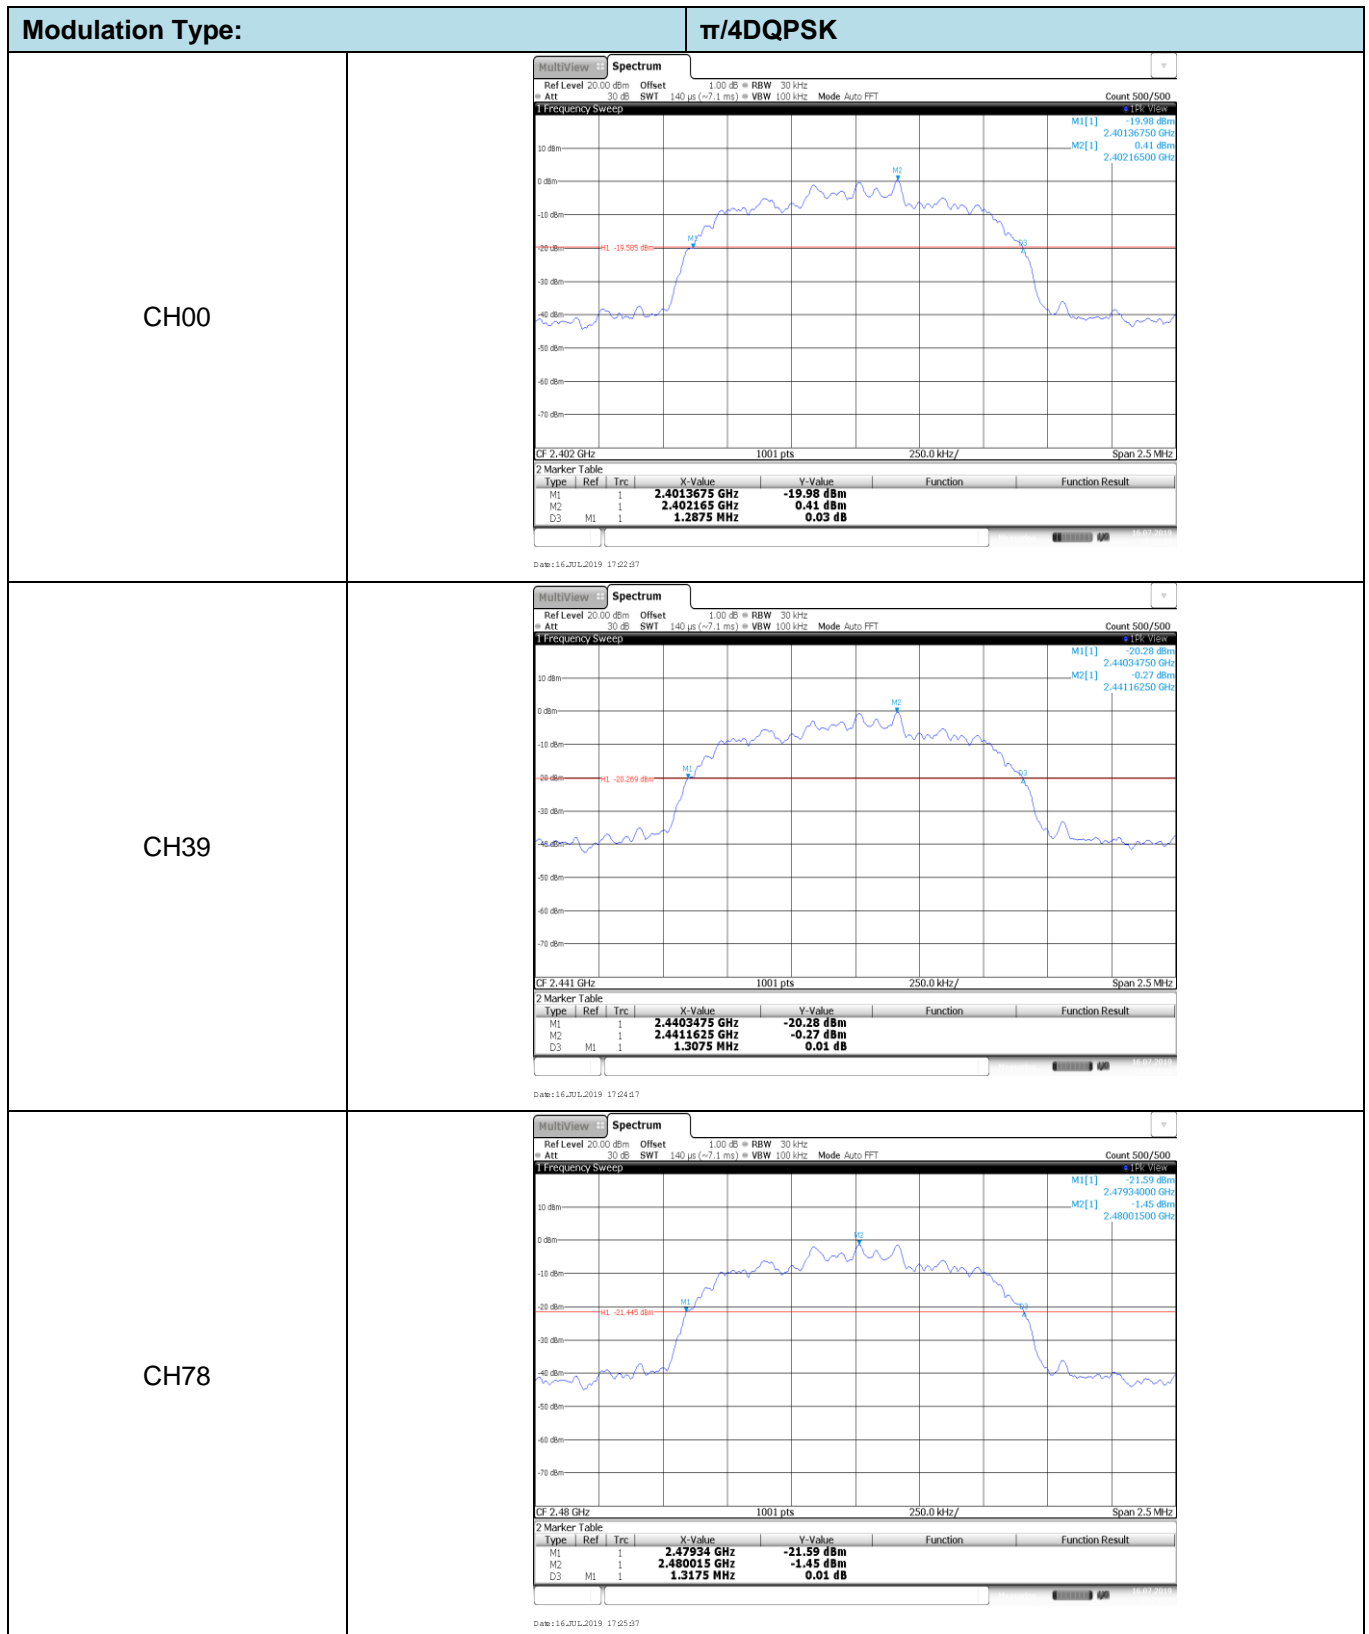 Modulation Type: π/4DQPSK
CH00
MultiView Spectrum
Ref Level 20.00 dBm Offset 1.00 dB RBW 30 kHz
Att 30 dB SWT 140 µs (~7.1 ms) VBW 100 kHz Mode Auto FFT Count 500/500
1 Frequency Sweep 1Pk View
M1[1] -19.98 dBm
2.40136750 GHz
M2[1] 0.41 dBm
2.40216500 GHz
10 dBm
M2
0 dBm
-10 dBm
M1
D3
-20 dBm H1 -19.585 dBm
-30 dBm
-40 dBm
-50 dBm
-60 dBm
-70 dBm
CF 2.402 GHz 1001 pts 250.0 kHz/ Span 2.5 MHz
2 Marker Table
Type Ref Trc X-Value Y-Value Function Function Result
M1 1 2.4013675 GHz -19.98 dBm
M2 1 2.402165 GHz 0.41 dBm
D3 M1 1 1.2875 MHz 0.03 dB
16.07.2019
Date:16.JUL.2019 17:22:37
CH39
MultiView Spectrum
Ref Level 20.00 dBm Offset 1.00 dB RBW 30 kHz
Att 30 dB SWT 140 µs (~7.1 ms) VBW 100 kHz Mode Auto FFT Count 500/500
1 Frequency Sweep 1Pk View
M1[1] -20.28 dBm
2.44034750 GHz
M2[1] -0.27 dBm
2.44116250 GHz
10 dBm
M2
0 dBm
-10 dBm
M1
D3
-20 dBm H1 -20.269 dBm
-30 dBm
-40 dBm
-50 dBm
-60 dBm
-70 dBm
CF 2.441 GHz 1001 pts 250.0 kHz/ Span 2.5 MHz
2 Marker Table
Type Ref Trc X-Value Y-Value Function Function Result
M1 1 2.4403475 GHz -20.28 dBm
M2 1 2.4411625 GHz -0.27 dBm
D3 M1 1 1.3075 MHz 0.01 dB
16.07.2019
Date:16.JUL.2019 17:24:17
CH78
MultiView Spectrum
Ref Level 20.00 dBm Offset 1.00 dB RBW 30 kHz
Att 30 dB SWT 140 µs (~7.1 ms) VBW 100 kHz Mode Auto FFT Count 500/500
1 Frequency Sweep 1Pk View
M1[1] -21.59 dBm
2.47934000 GHz
M2[1] -1.45 dBm
2.48001500 GHz
10 dBm
M2
0 dBm
-10 dBm
M1
D3
-20 dBm
H1 -21.445 dBm
-30 dBm
-40 dBm
-50 dBm
-60 dBm
-70 dBm
CF 2.48 GHz 1001 pts 250.0 kHz/ Span 2.5 MHz
2 Marker Table
Type Ref Trc X-Value Y-Value Function Function Result
M1 1 2.47934 GHz -21.59 dBm
M2 1 2.480015 GHz -1.45 dBm
D3 M1 1 1.3175 MHz 0.01 dB
16.07.2019
Date:16.JUL.2019 17:25:37